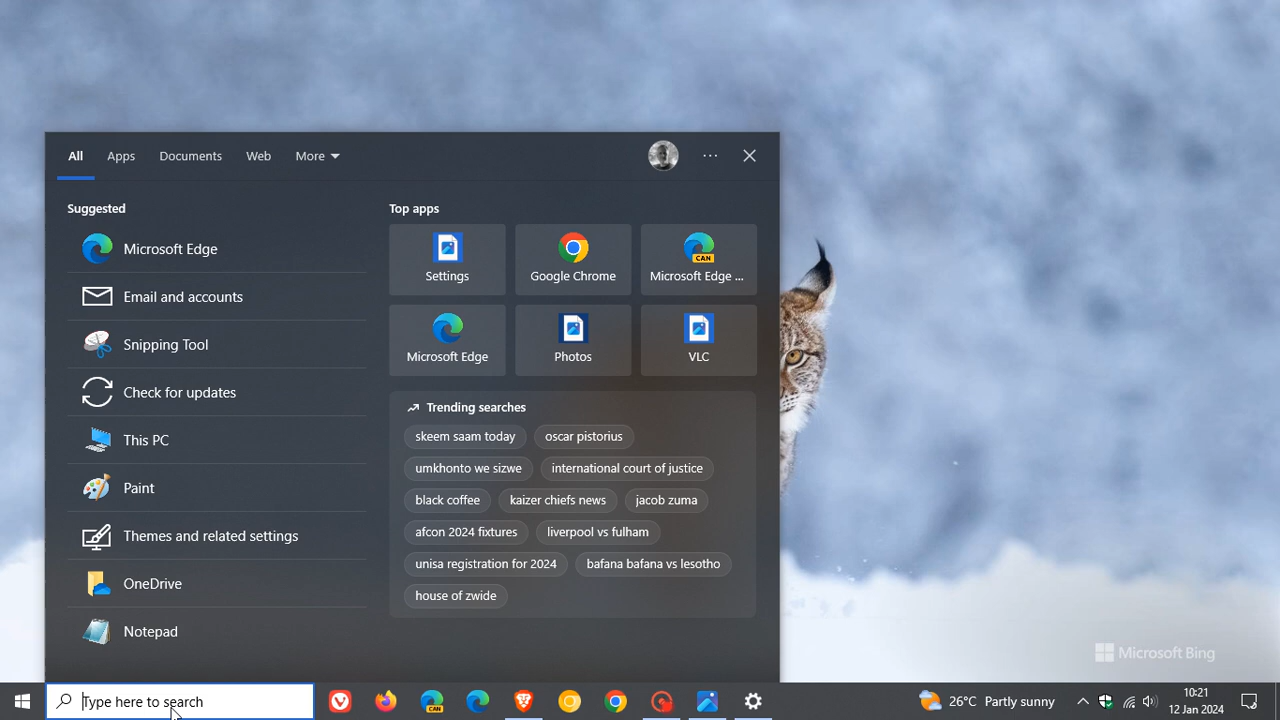 All Apps Documents Web More
Suggested
Microsoft Edge
Email and accounts
Snipping Tool
Check for updates
This PC
Paint
Themes and related settings
OneDrive
Notepad
Top apps
Settings Google Chrome Microsoft Edge ...
CAN
Microsoft Edge Photos VLC
Trending searches
skeem saam today oscar pistorius
umkhonto we sizwe international court of justice
black coffee kaizer chiefs news jacob zuma
afcon 2024 fixtures liverpool vs fulham
unisa registration for 2024 bafana bafana vs lesotho
house of zwide
Microsoft Bing
Type here to search
CAN
26°C Partly sunny
10:21
12 Jan 2024